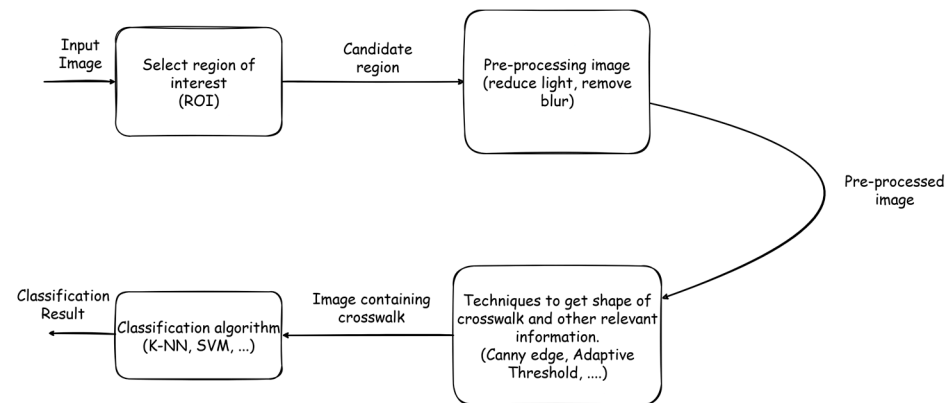 Input
Image
Select region of
interest
(ROI)
Candidate
region
Pre-processing image
(reduce light, remove
blur)
Pre-processed
image
Techniques to get shape of
crosswalk and other relevant
information.
(Canny edge, Adaptive
Threshold, ....)
Image containing
crosswalk
Classification algorithm
(K-NN, SVM, ...)
Classification
Result